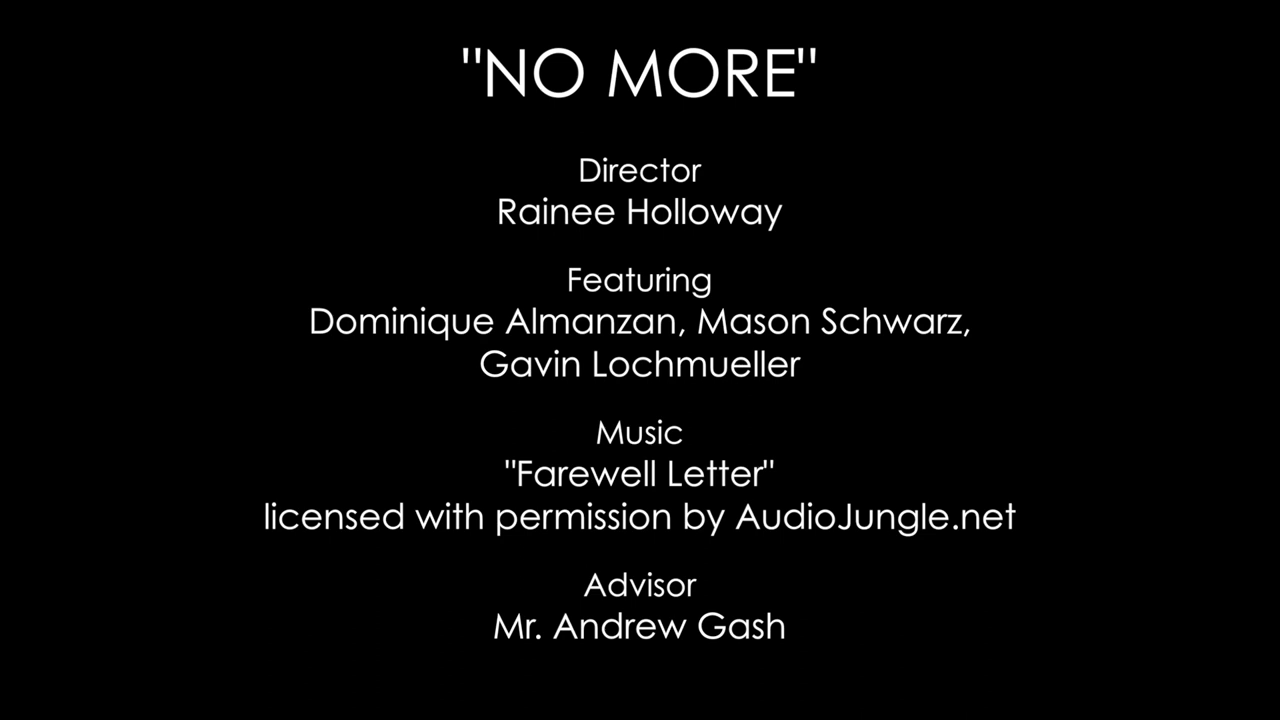 "NO MORE"
Director
Rainee Holloway
Featuring
Dominique Almanzan, Mason Schwarz,
Gavin Lochmueller
Music
"Farewell Letter"
licensed with permission by AudioJungle.net
Advisor
Mr. Andrew Gash